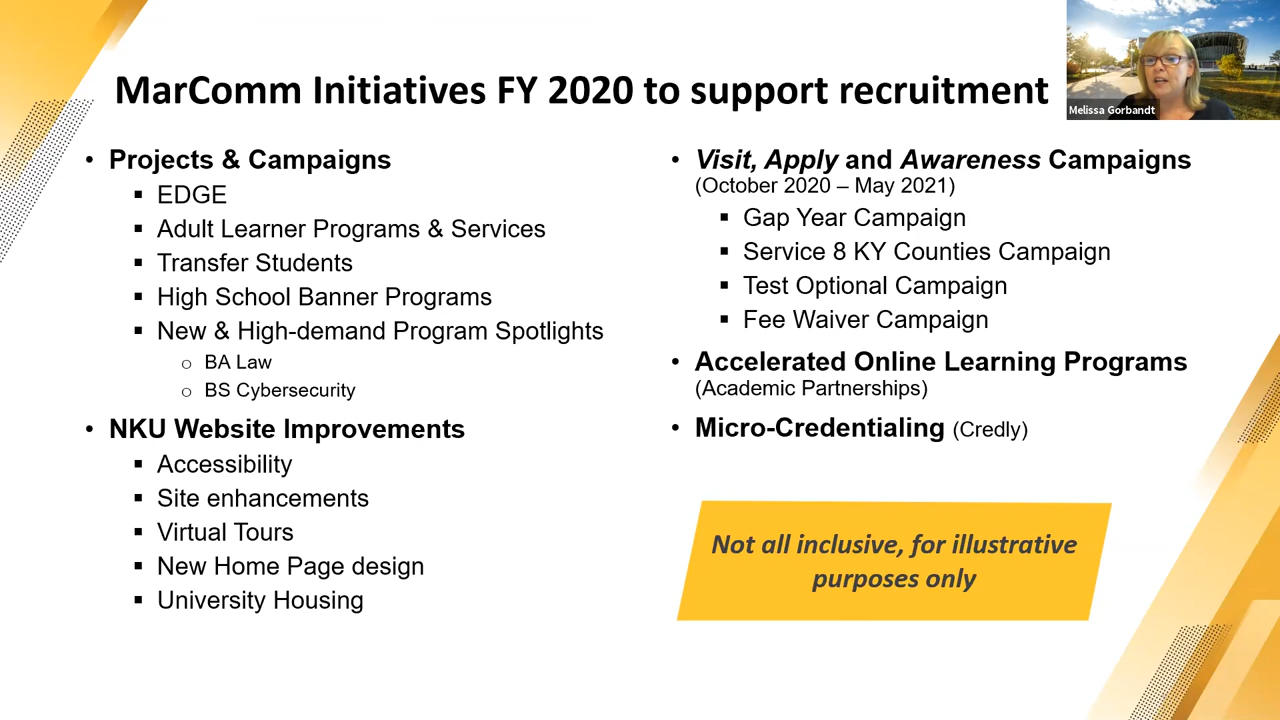 MarComm Initiatives FY 2020 to support recruitment
Melissa Gorbandt
• Projects & Campaigns
▪ EDGE
▪ Adult Learner Programs & Services
▪ Transfer Students
▪ High School Banner Programs
▪ New & High-demand Program Spotlights
o BA Law
o BS Cybersecurity
• NKU Website Improvements
▪ Accessibility
▪ Site enhancements
▪ Virtual Tours
▪ New Home Page design
▪ University Housing
• Visit, Apply and Awareness Campaigns
(October 2020 – May 2021)
▪ Gap Year Campaign
▪ Service 8 KY Counties Campaign
▪ Test Optional Campaign
▪ Fee Waiver Campaign
• Accelerated Online Learning Programs
(Academic Partnerships)
• Micro-Credentialing (Credly)
Not all inclusive, for illustrative
purposes only